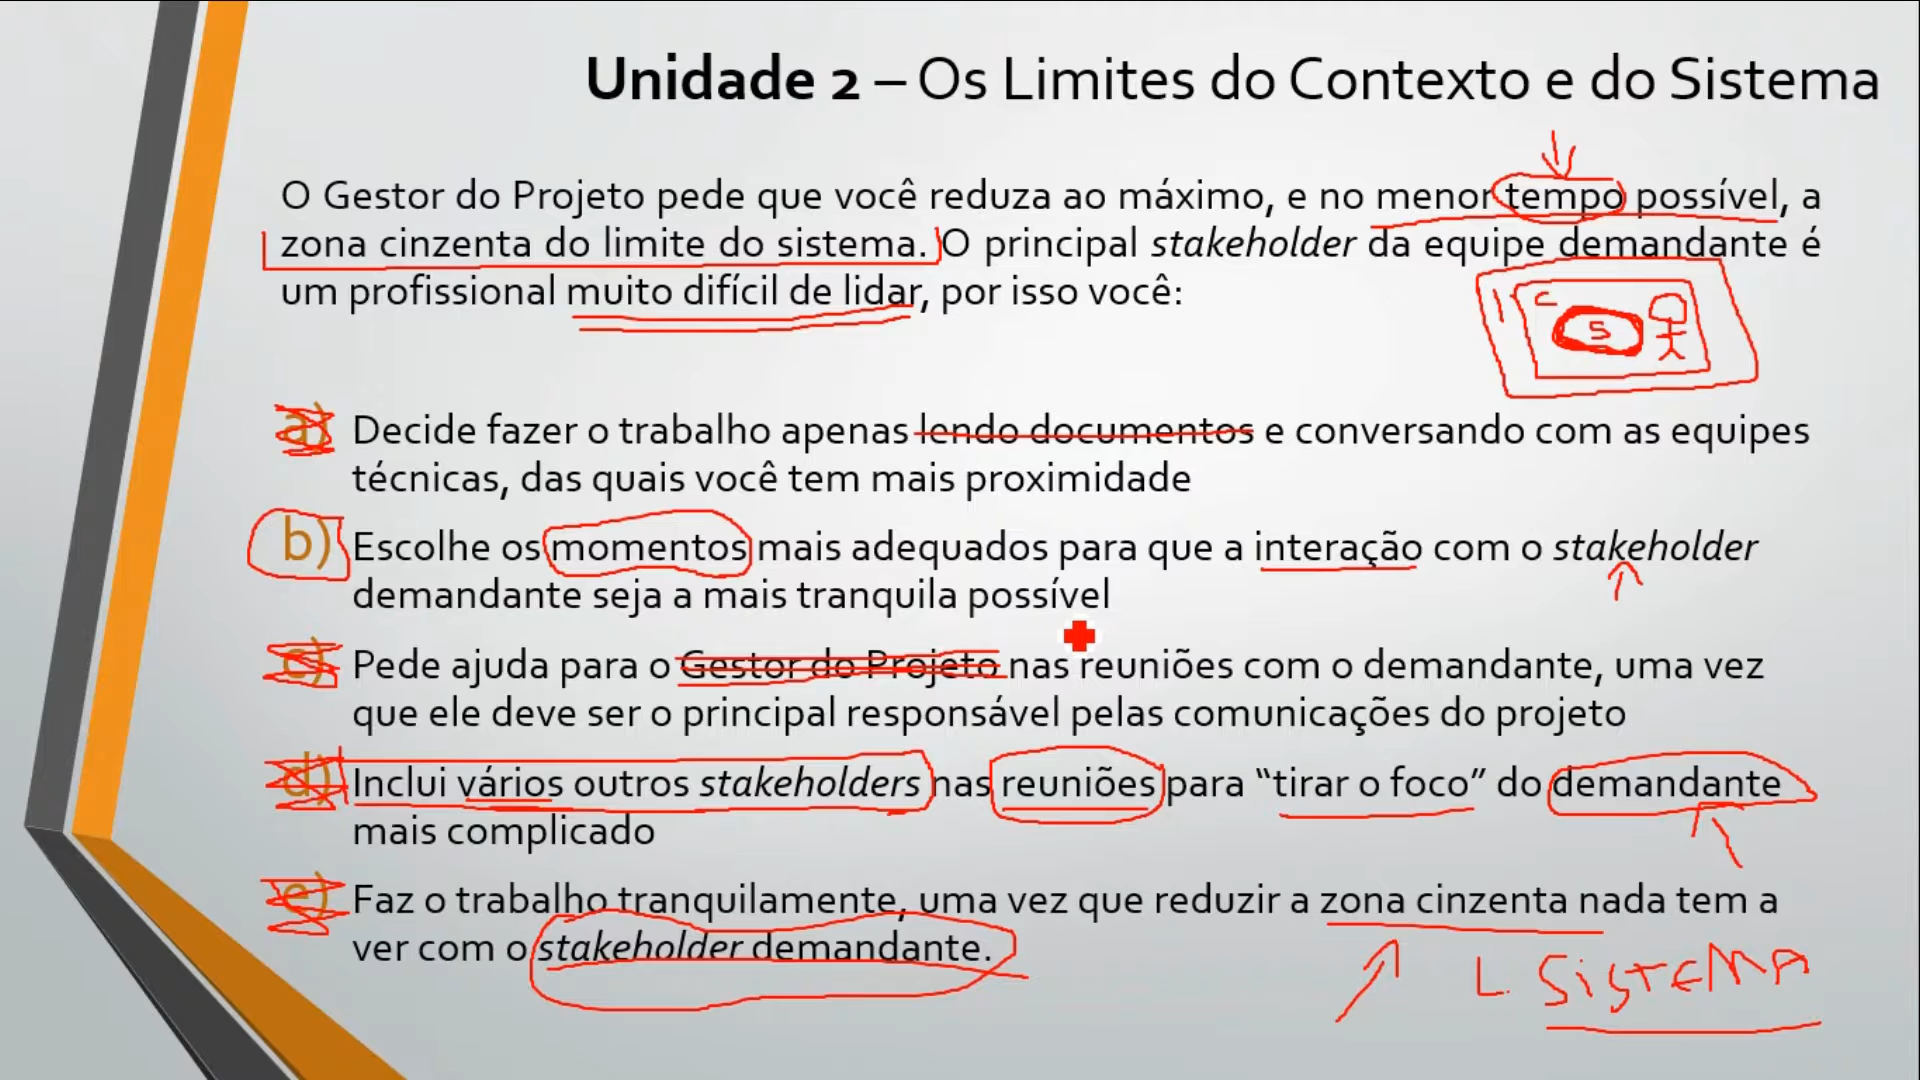 Unidade 2 – Os Limites do Contexto e do Sistema
O Gestor do Projeto pede que você reduza ao máximo, e no menor tempo possível, a
zona cinzenta do limite do sistema. O principal stakeholder da equipe demandante é
um profissional muito difícil de lidar, por isso você:
I C S
a) Decide fazer o trabalho apenas lendo documentos e conversando com as equipes
técnicas, das quais você tem mais proximidade
b) Escolhe os momentos mais adequados para que a interação com o stakeholder
demandante seja a mais tranquila possível
c) Pede ajuda para o Gestor do Projeto nas reuniões com o demandante, uma vez
que ele deve ser o principal responsável pelas comunicações do projeto
d) Inclui vários outros stakeholders nas reuniões para “tirar o foco” do demandante
mais complicado
e) Faz o trabalho tranquilamente, uma vez que reduzir a zona cinzenta nada tem a
ver com o stakeholder demandante.
L. SISTEMA